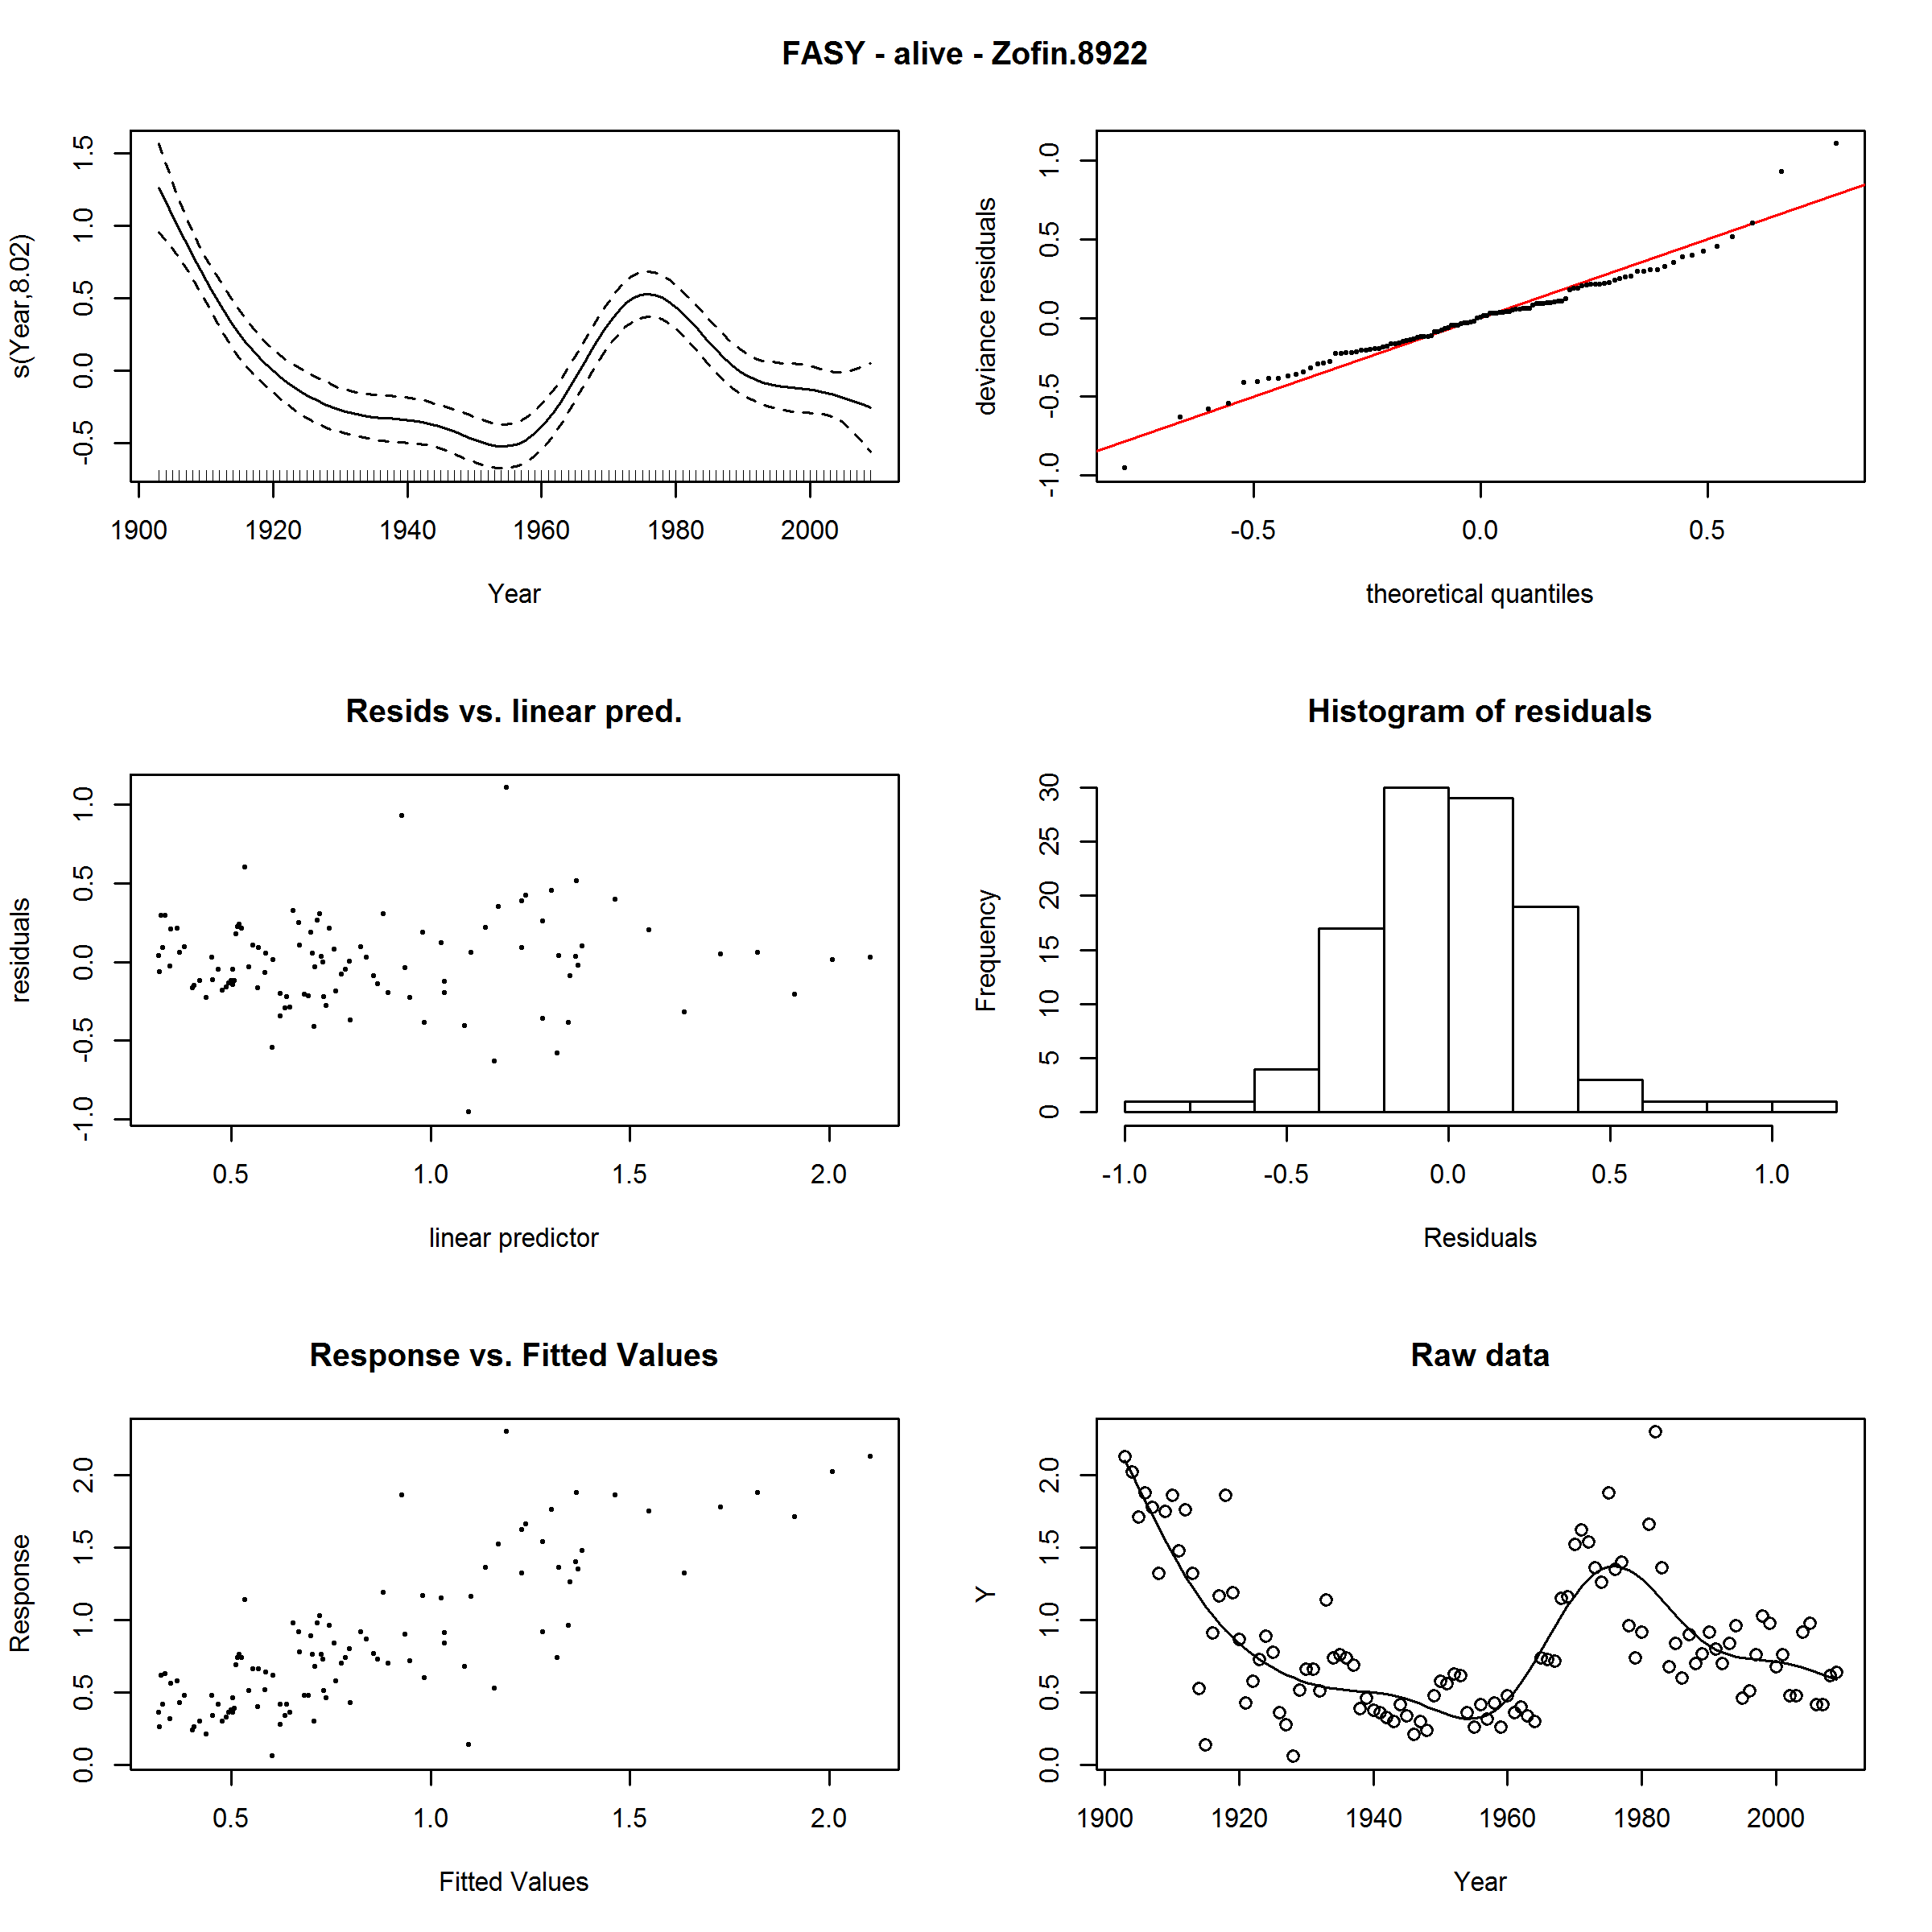 FASY - alive - Zofin.8922
s(Year,8.02)
1.5
1.0
0.5
0.0
-0.5
1900 1920 1940 1960 1980 2000
Year
deviance residuals
1.0
0.5
0.0
-0.5
-1.0
-0.5 0.0 0.5
theoretical quantiles
Resids vs. linear pred.
residuals
1.0
0.5
0.0
-0.5
-1.0
0.5 1.0 1.5 2.0
linear predictor
Histogram of residuals
Frequency
30
25
20
15
10
5
0
-1.0 -0.5 0.0 0.5 1.0
Residuals
Response vs. Fitted Values
Response
2.0
1.5
1.0
0.5
0.0
0.5 1.0 1.5 2.0
Fitted Values
Raw data
Y
2.0
1.5
1.0
0.5
0.0
1900 1920 1940 1960 1980 2000
Year